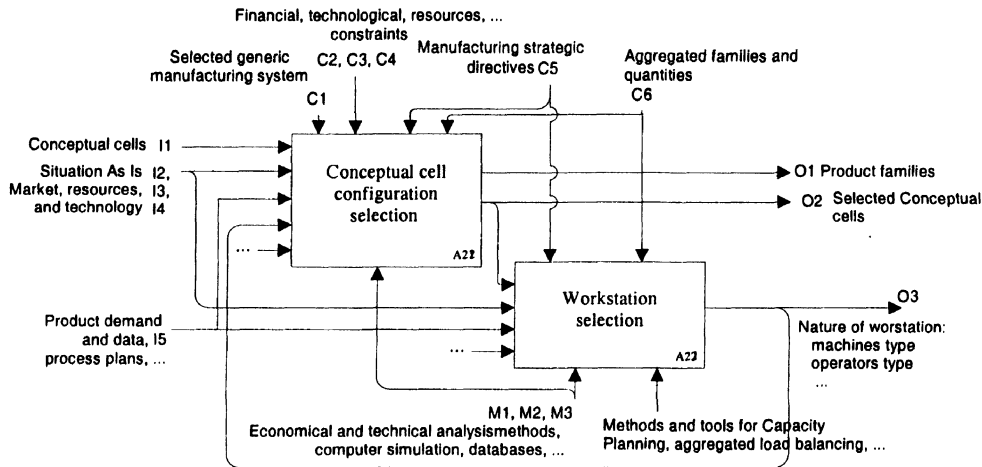 Financial, technological, resources, ...
constraints
C2, C3, C4
Selected generic
manufacturing system
C1
Manufacturing strategic
directives C5
Aggregated families and
quantities
C6
Conceptual cells I1
Situation As Is I2,
Market, resources, I3,
and technology I4
...
Conceptual cell
configuration
selection
A22
O1 Product families
O2 Selected Conceptual
cells
Product demand
and data, I5
process plans, ...
...
Workstation
selection
A23
O3
Nature of worstation:
machines type
operators type
...
M1, M2, M3
Economical and technical analysismethods,
computer simulation, databases, ...
Methods and tools for Capacity
Planning, aggregated load balancing, ...